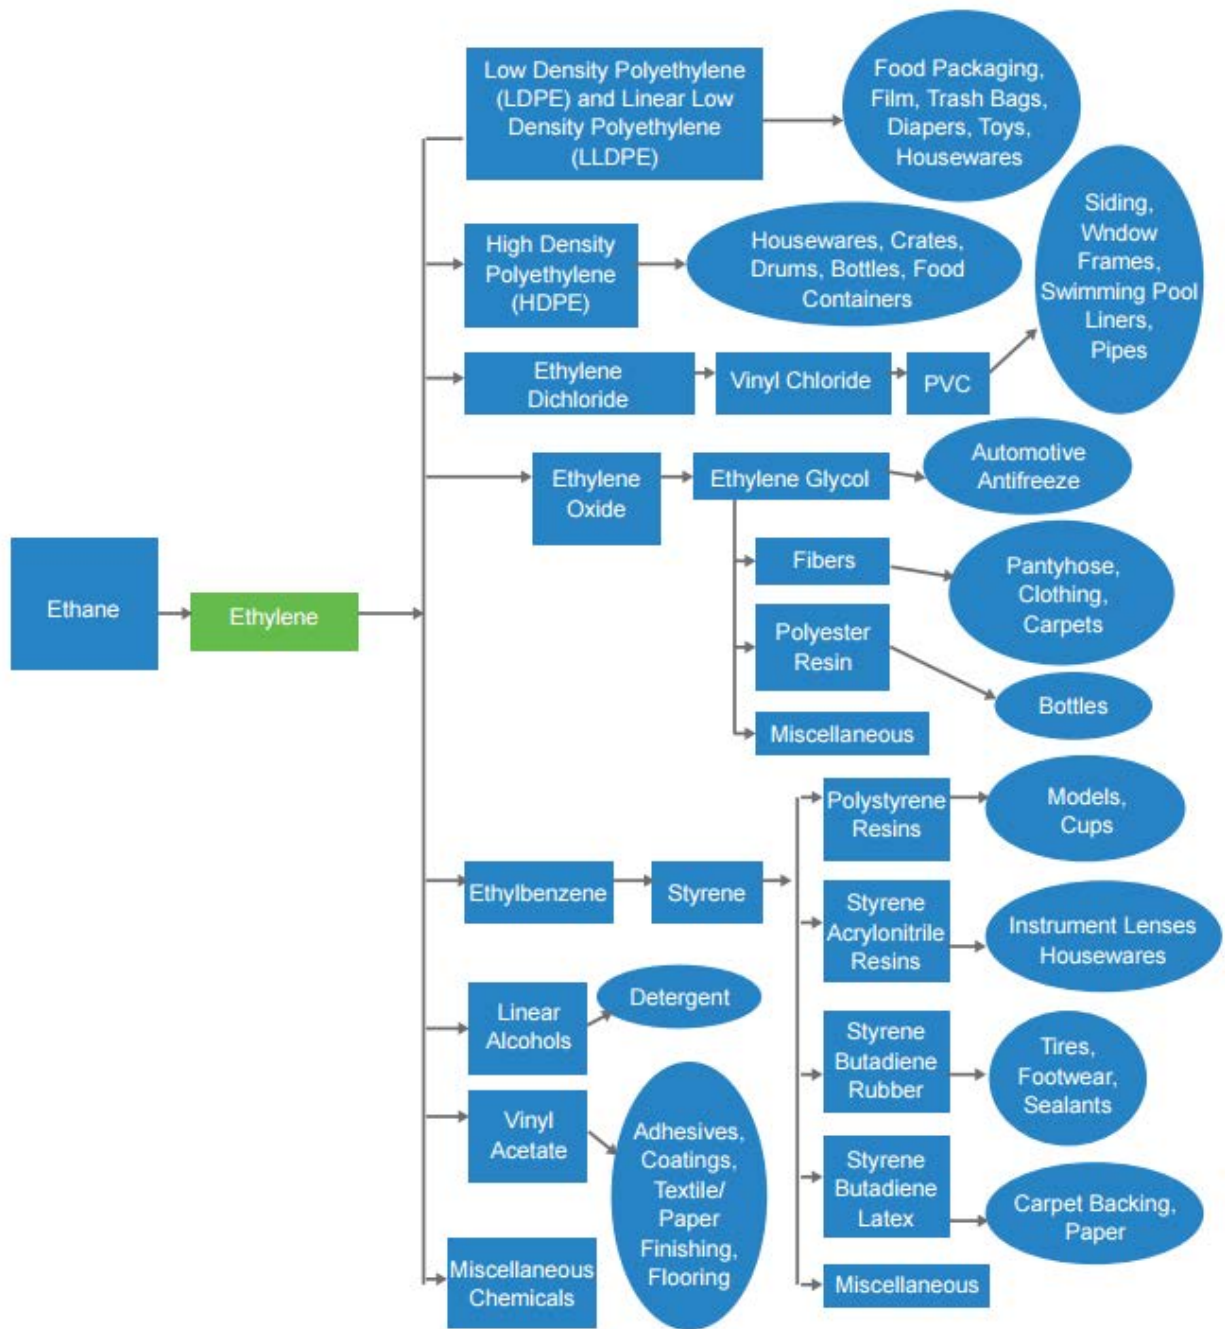 Low Density Polyethylene
(LDPE) and Linear Low
Density Polyethylene
(LLDPE)
Food Packaging,
Film, Trash Bags,
Diapers, Toys,
Housewares
High Density
Polyethylene
(HDPE)
Housewares, Crates,
Drums, Bottles, Food
Containers
Siding,
Wndow
Frames,
Swimming Pool
Liners,
Pipes
Ethylene
Dichloride
Vinyl Chloride
PVC
Ethylene
Oxide
Ethylene Glycol
Automotive
Antifreeze
Fibers
Pantyhose,
Clothing,
Carpets
Ethane
Ethylene
Polyester
Resin
Bottles
Miscellaneous
Polystyrene
Resins
Models,
Cups
Ethylbenzene
Styrene
Styrene
Acrylonitrile
Resins
Instrument Lenses
Housewares
Linear
Alcohols
Detergent
Styrene
Butadiene
Rubber
Tires,
Footwear,
Sealants
Vinyl
Acetate
Adhesives,
Coatings,
Textile/
Paper
Finishing,
Flooring
Styrene
Butadiene
Latex
Carpet Backing,
Paper
Miscellaneous
Chemicals
Miscellaneous